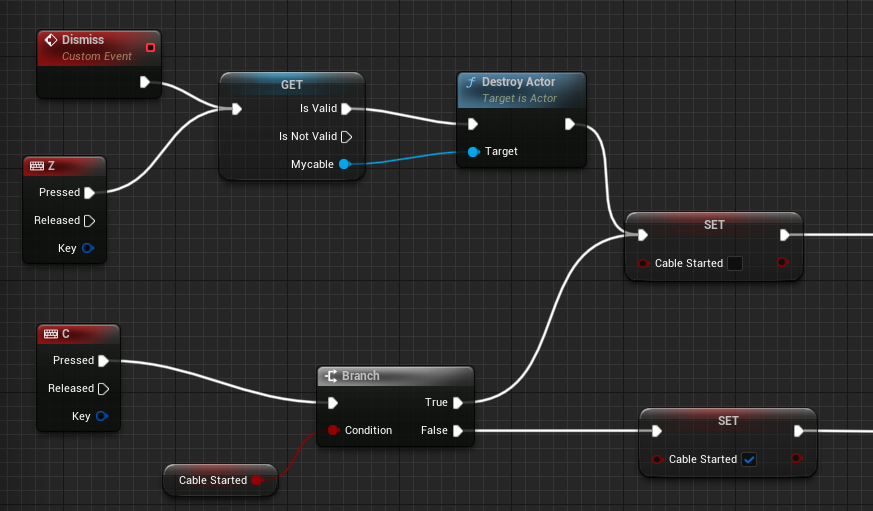 Dismiss
Custom Event
GET
Is Valid
Is Not Valid
Mycable
f Destroy Actor
Target is Actor
Target
Z
Pressed
Released
Key
SET
Cable Started
C
Pressed
Released
Key
Branch
True
Condition
False
Cable Started
SET
Cable Started